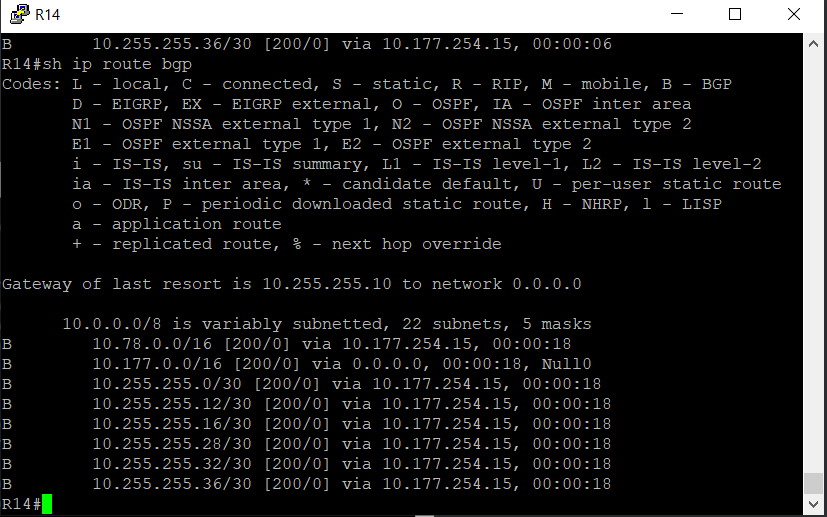 R14
B        10.255.255.36/30 [200/0] via 10.177.254.15, 00:00:06
R14#sh ip route bgp
Codes: L - local, C - connected, S - static, R - RIP, M - mobile, B - BGP
       D - EIGRP, EX - EIGRP external, O - OSPF, IA - OSPF inter area
       N1 - OSPF NSSA external type 1, N2 - OSPF NSSA external type 2
       E1 - OSPF external type 1, E2 - OSPF external type 2
       i - IS-IS, su - IS-IS summary, L1 - IS-IS level-1, L2 - IS-IS level-2
       ia - IS-IS inter area, * - candidate default, U - per-user static route
       o - ODR, P - periodic downloaded static route, H - NHRP, l - LISP
       a - application route
       + - replicated route, % - next hop override
Gateway of last resort is 10.255.255.10 to network 0.0.0.0
      10.0.0.0/8 is variably subnetted, 22 subnets, 5 masks
B        10.78.0.0/16 [200/0] via 10.177.254.15, 00:00:18
B        10.177.0.0/16 [200/0] via 0.0.0.0, 00:00:18, Null0
B        10.255.255.0/30 [200/0] via 10.177.254.15, 00:00:18
B        10.255.255.12/30 [200/0] via 10.177.254.15, 00:00:18
B        10.255.255.16/30 [200/0] via 10.177.254.15, 00:00:18
B        10.255.255.28/30 [200/0] via 10.177.254.15, 00:00:18
B        10.255.255.32/30 [200/0] via 10.177.254.15, 00:00:18
B        10.255.255.36/30 [200/0] via 10.177.254.15, 00:00:18
R14#